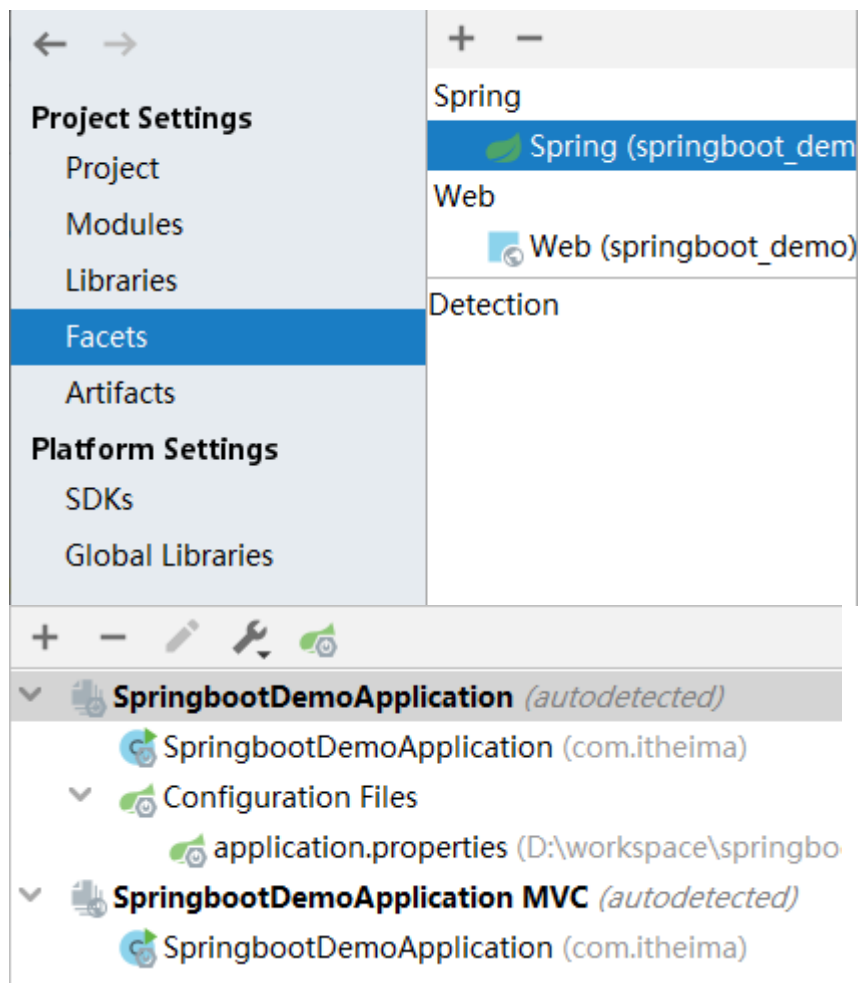 Project Settings
Project
Modules
Libraries
Facets
Artifacts
Platform Settings
SDKs
Global Libraries
Spring
Spring (springboot_dem
Web
Web (springboot_demo)
Detection
SpringbootDemoApplication (autodetected)
SpringbootDemoApplication (com.itheima)
Configuration Files
application.properties (D:\workspace\springbo
SpringbootDemoApplication MVC (autodetected)
SpringbootDemoApplication (com.itheima)